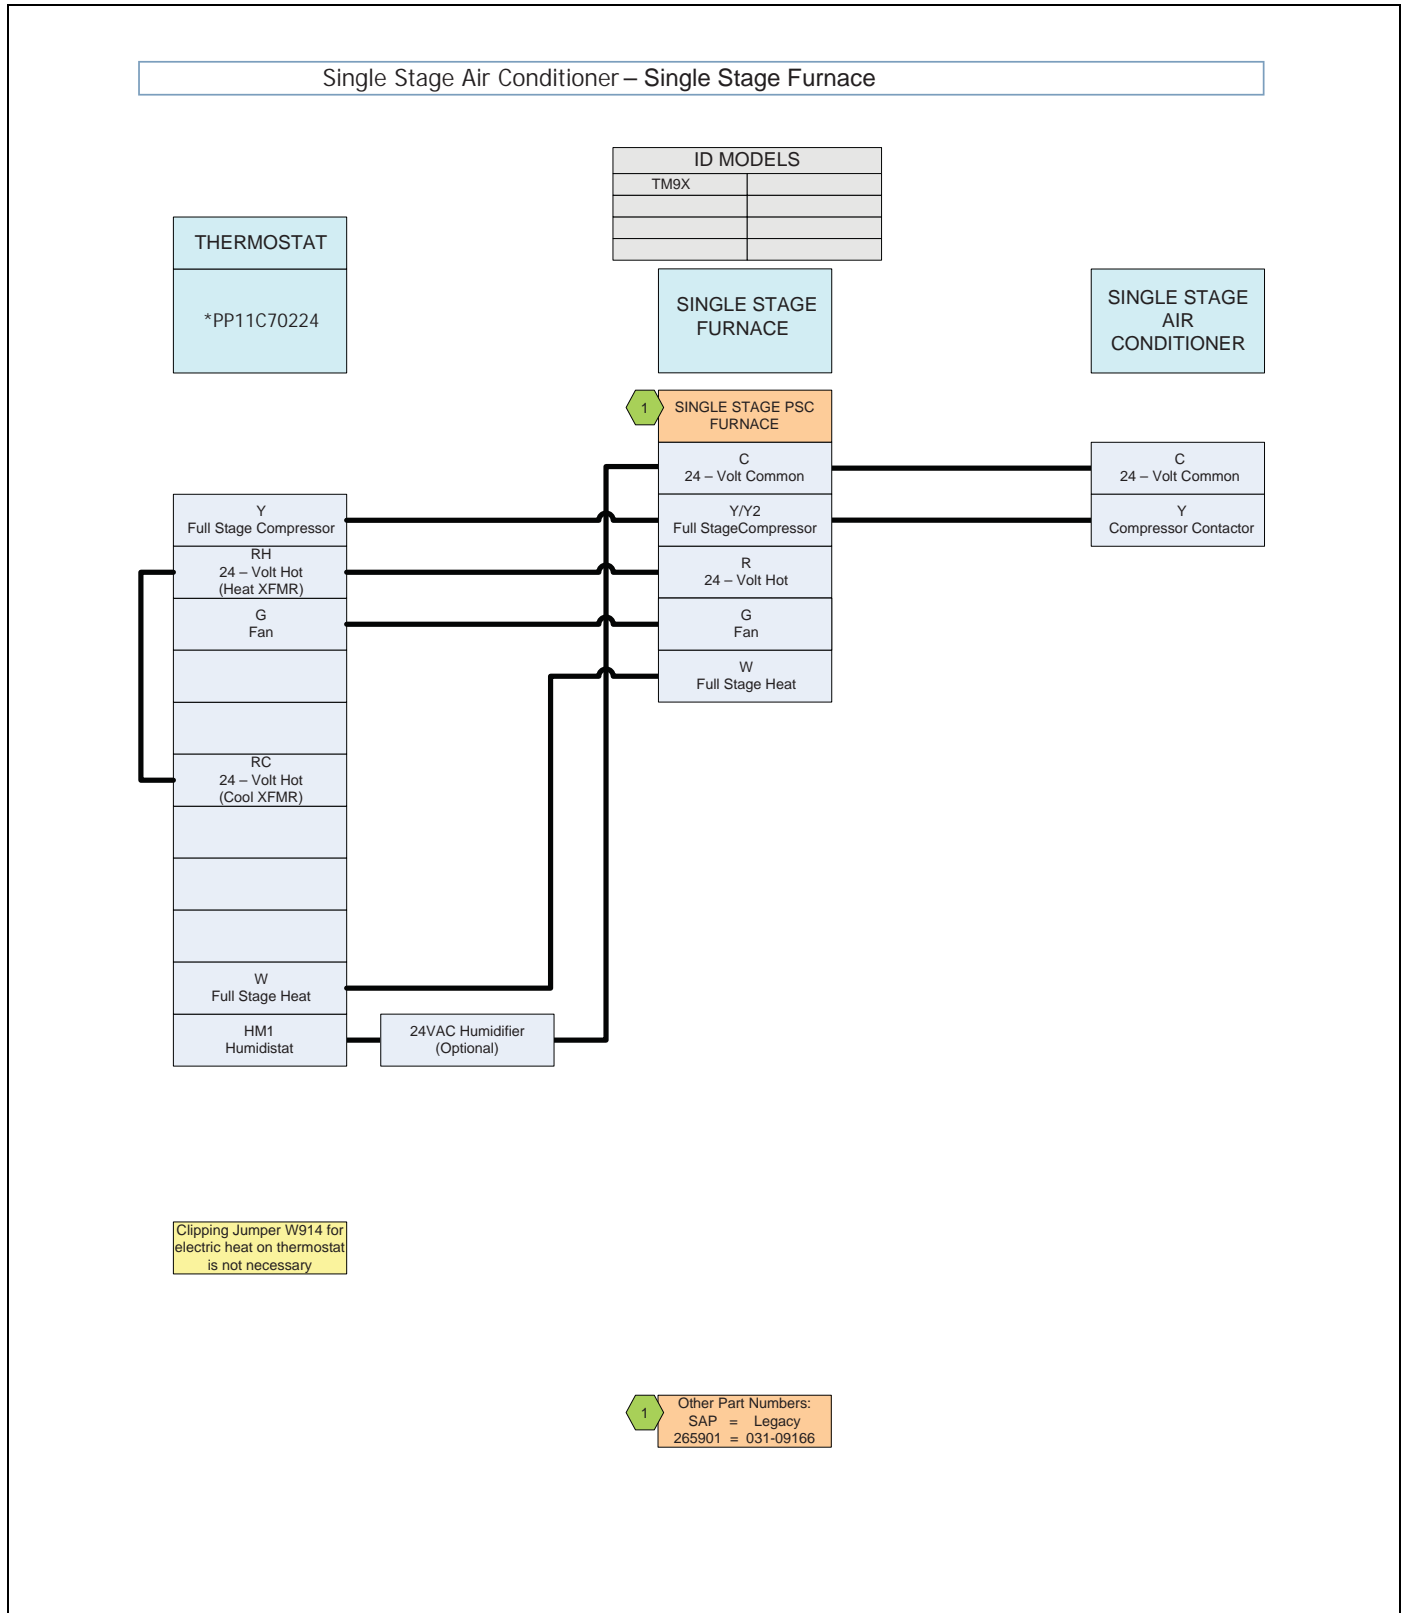 Single Stage Air Conditioner – Single Stage Furnace
ID MODELS
TM9X
THERMOSTAT
*PP11C70224
SINGLE STAGE
FURNACE
SINGLE STAGE
AIR
CONDITIONER
1
SINGLE STAGE PSC
FURNACE
C
24 – Volt Common
Y/Y2
Full StageCompressor
R
24 – Volt Hot
G
Fan
W
Full Stage Heat
C
24 – Volt Common
Y
Compressor Contactor
Y
Full Stage Compressor
RH
24 – Volt Hot
(Heat XFMR)
G
Fan
RC
24 – Volt Hot
(Cool XFMR)
W
Full Stage Heat
HM1
Humidistat
24VAC Humidifier
(Optional)
Clipping Jumper W914 for
electric heat on thermostat
is not necessary
1
Other Part Numbers:
SAP = Legacy
265901 = 031-09166